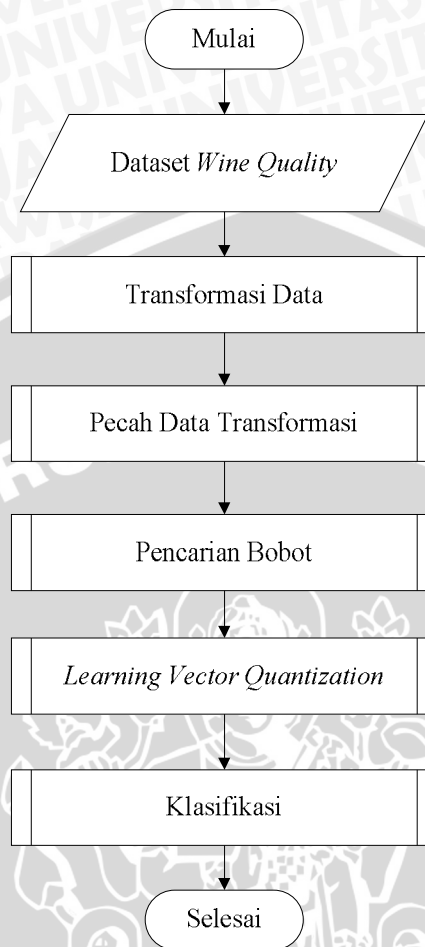 Mulai
Dataset Wine Quality
Transformasi Data
Pecah Data Transformasi
Pencarian Bobot
Learning Vector Quantization
Klasifikasi
Selesai